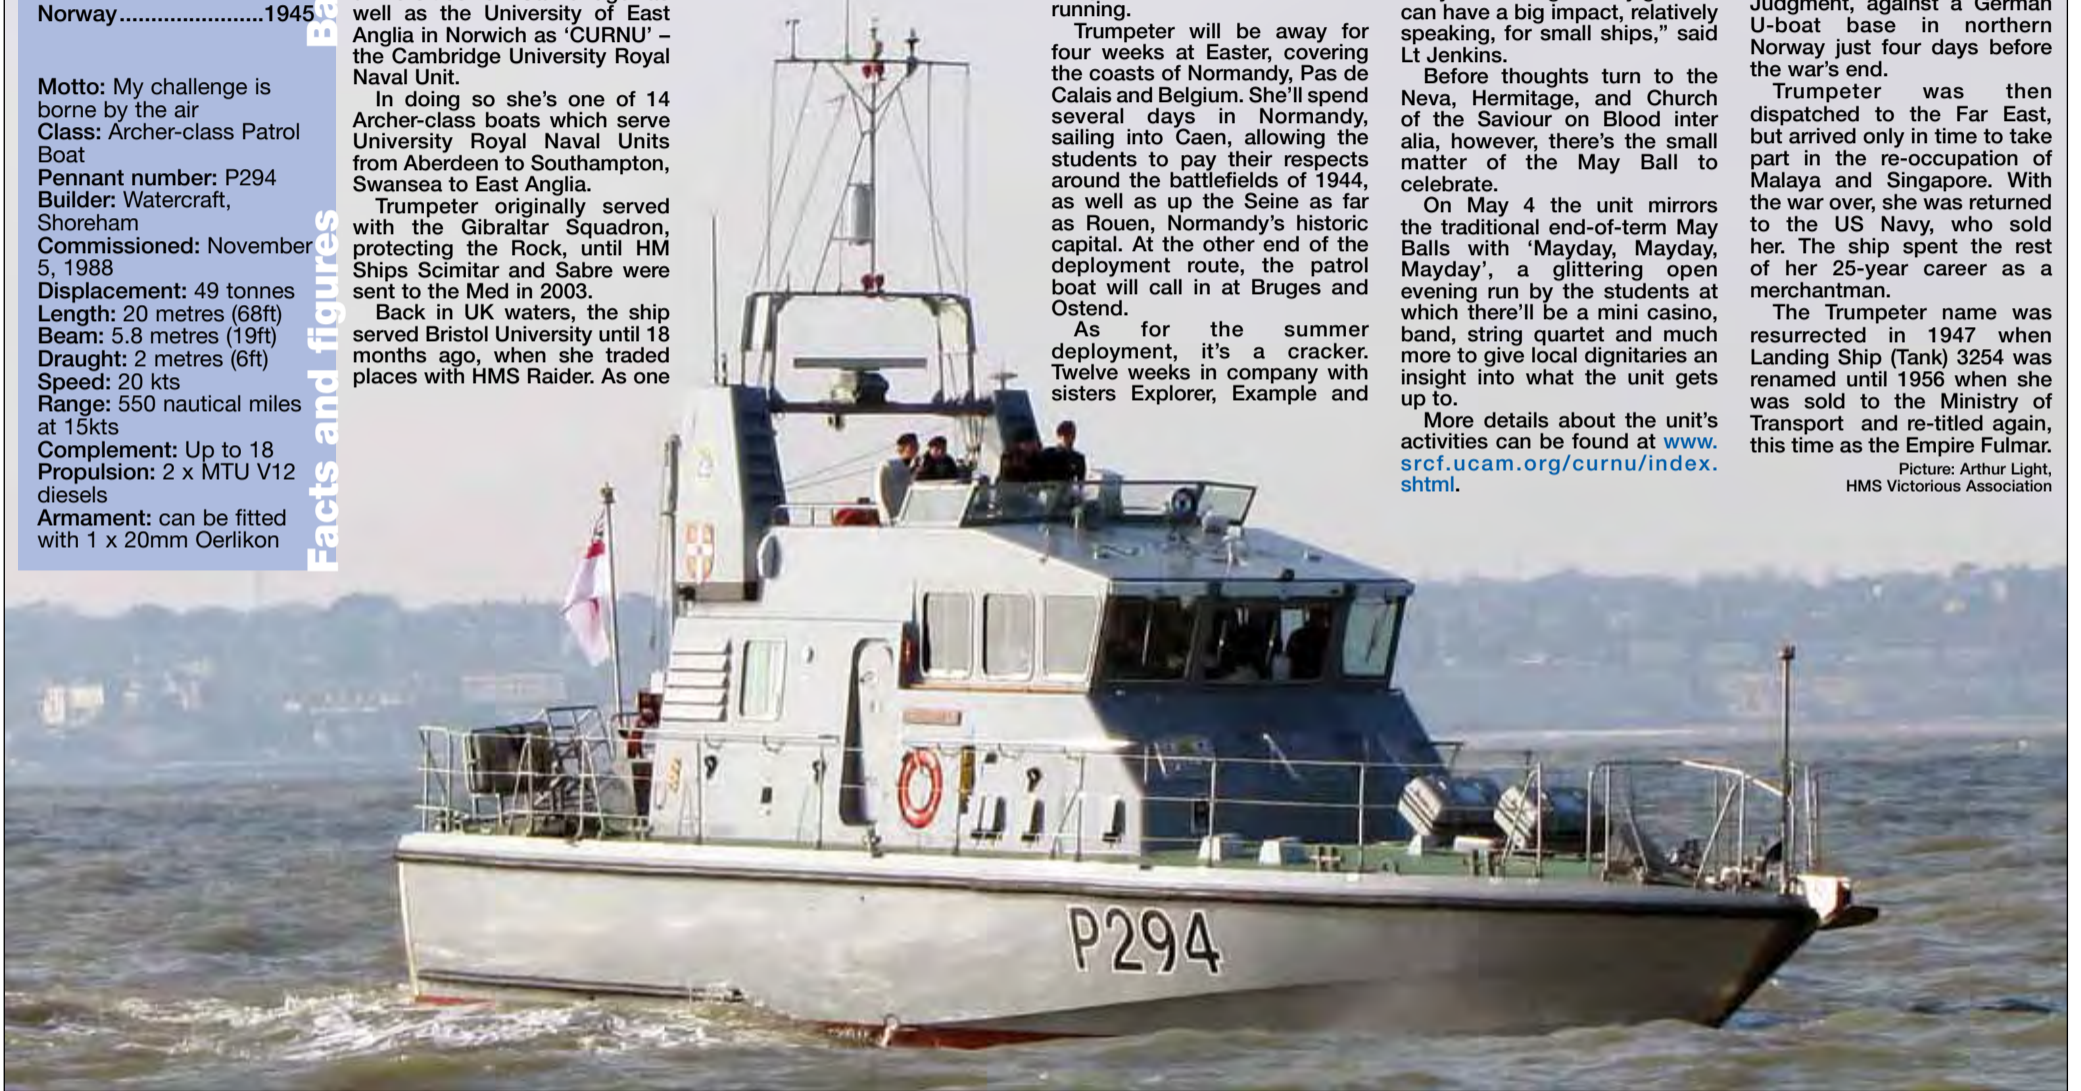 Norway........................1945
Ba
Motto: My challenge is
borne by the air
Class: Archer-class Patrol
Boat
Pennant number: P294
Builder: Watercraft,
Shoreham
Commissioned: November
5, 1988
Displacement: 49 tonnes
Length: 20 metres (68ft)
Beam: 5.8 metres (19ft)
Draught: 2 metres (6ft)
Speed: 20 kts
Range: 550 nautical miles
at 15kts
Complement: Up to 18
Propulsion: 2 x MTU V12
diesels
Armament: can be fitted
with 1 x 20mm Oerlikon
Facts and figures
well as the University of East
Anglia in Norwich as ‘CURNU’ –
the Cambridge University Royal
Naval Unit.
In doing so she’s one of 14
Archer-class boats which serve
University Royal Naval Units
from Aberdeen to Southampton,
Swansea to East Anglia.
Trumpeter originally served
with the Gibraltar Squadron,
protecting the Rock, until HM
Ships Scimitar and Sabre were
sent to the Med in 2003.
Back in UK waters, the ship
served Bristol University until 18
months ago, when she traded
places with HMS Raider. As one
running.
Trumpeter will be away for
four weeks at Easter, covering
the coasts of Normandy, Pas de
Calais and Belgium. She’ll spend
several days in Normandy,
sailing into Caen, allowing the
students to pay their respects
around the battlefields of 1944,
as well as up the Seine as far
as Rouen, Normandy’s historic
capital. At the other end of the
deployment route, the patrol
boat will call in at Bruges and
Ostend.
As for the summer
deployment, it’s a cracker.
Twelve weeks in company with
sisters Explorer, Example and
can have a big impact, relatively
speaking, for small ships,” said
Lt Jenkins.
Before thoughts turn to the
Neva, Hermitage, and Church
of the Saviour on Blood inter
alia, however, there’s the small
matter of the May Ball to
celebrate.
On May 4 the unit mirrors
the traditional end-of-term May
Balls with ‘Mayday, Mayday,
Mayday’, a glittering open
evening run by the students at
which there’ll be a mini casino,
band, string quartet and much
more to give local dignitaries an
insight into what the unit gets
up to.
More details about the unit’s
activities can be found at www.
srcf.ucam.org/curnu/index.
shtml.
Judgment, against a German
U-boat base in northern
Norway just four days before
the war’s end.
Trumpeter was then
dispatched to the Far East,
but arrived only in time to take
part in the re-occupation of
Malaya and Singapore. With
the war over, she was returned
to the US Navy, who sold
her. The ship spent the rest
of her 25-year career as a
merchantman.
The Trumpeter name was
resurrected in 1947 when
Landing Ship (Tank) 3254 was
renamed until 1956 when she
was sold to the Ministry of
Transport and re-titled again,
this time as the Empire Fulmar.
Picture: Arthur Light,
HMS Victorious Association
P294